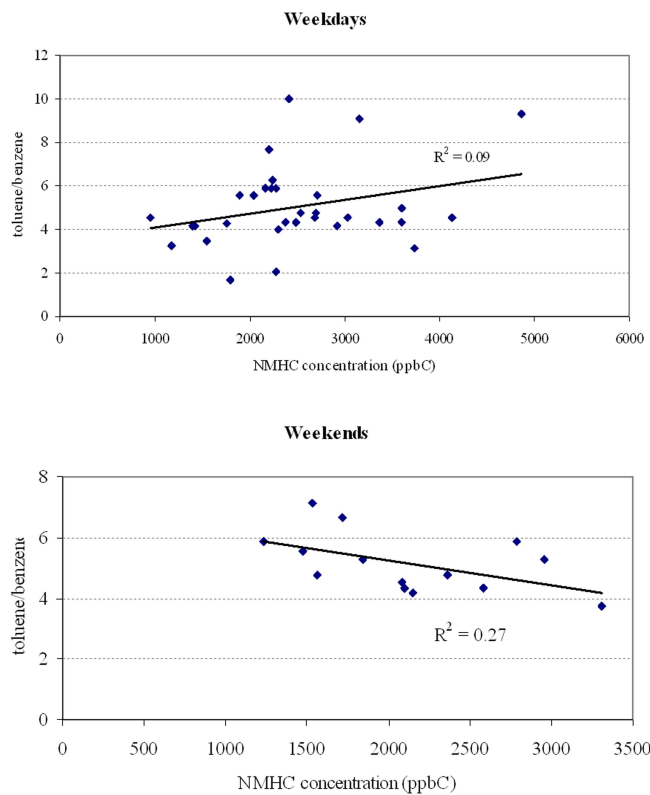 Weekdays
12
10
8
6
4
2
0
toluene/benzene
R² = 0.09
0 1000 2000 3000 4000 5000 6000
NMHC concentration (ppbC)
Weekends
8
6
4
2
0
toluene/benzene
R² = 0.27
0 500 1000 1500 2000 2500 3000 3500
NMHC concentration (ppbC)